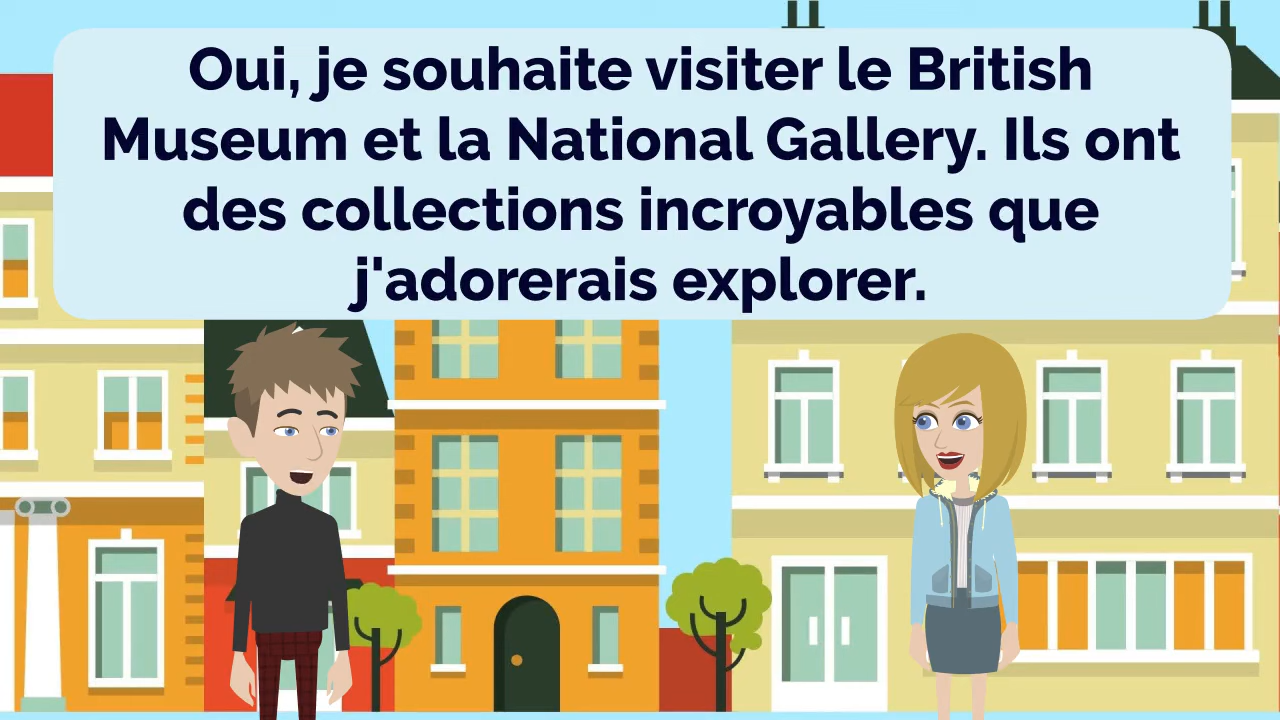 Oui, je souhaite visiter le British
Museum et la National Gallery. Ils ont
des collections incroyables que
j'adorerais explorer.